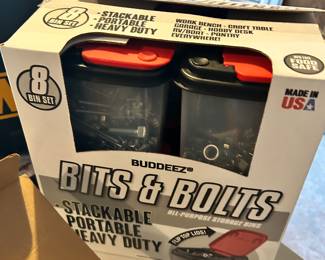 8
BIN SET
· STACKABLE
· PORTABLE
· HEAVY DUTY
WORK BENCH - CRAFT TABLE
GARAGE - HOBBY DESK
RV/BOAT - PANTRY
EVERYWHERE!
FOOD SAFE
8
BIN SET
MADE IN
USA
BUDDEEZ®
BITS & BOLTS
ALL-PURPOSE STORAGE BINS
· STACKABLE
PORTABLE
HEAVY DUTY
FLIP TOP LIDS!